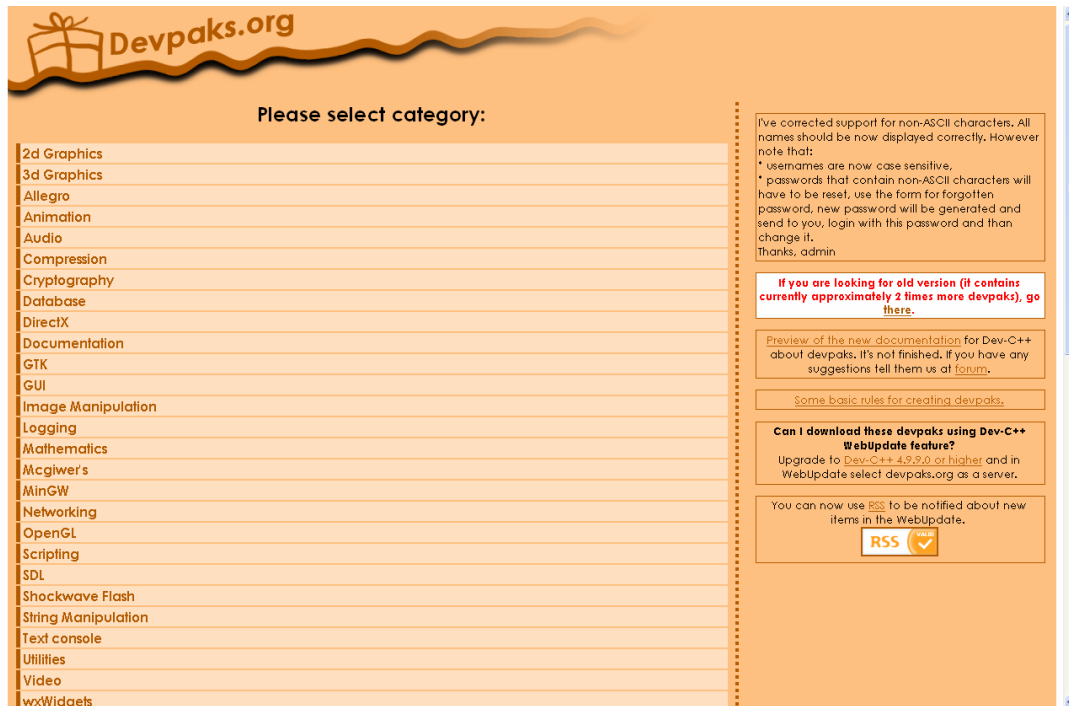 Devpaks.org
Please select category:
2d Graphics
3d Graphics
Allegro
Animation
Audio
Compression
Cryptography
Database
DirectX
Documentation
GTK
GUI
Image Manipulation
Logging
Mathematics
Mcgiwer's
MinGW
Networking
OpenGL
Scripting
SDL
Shockwave Flash
String Manipulation
Text console
Utilities
Video
wxWidgets
I've corrected support for non-ASCII characters. All
names should be now displayed correctly. However
note that:
* usernames are now case sensitive,
* passwords that contain non-ASCII characters will
have to be reset, use the form for forgotten
password, new password will be generated and
send to you, login with this password and than
change it.
Thanks, admin
If you are looking for old version (it contains
currently approximately 2 times more devpaks), go
there.
Preview of the new documentation for Dev-C++
about devpaks. It's not finished. If you have any
suggestions tell them us at forum.
Some basic rules for creating devpaks.
Can I download these devpaks using Dev-C++
WebUpdate feature?
Upgrade to Dev-C++ 4.9.9.0 or higher and in
WebUpdate select devpaks.org as a server.
You can now use RSS to be notified about new
items in the WebUpdate.
RSS VALID